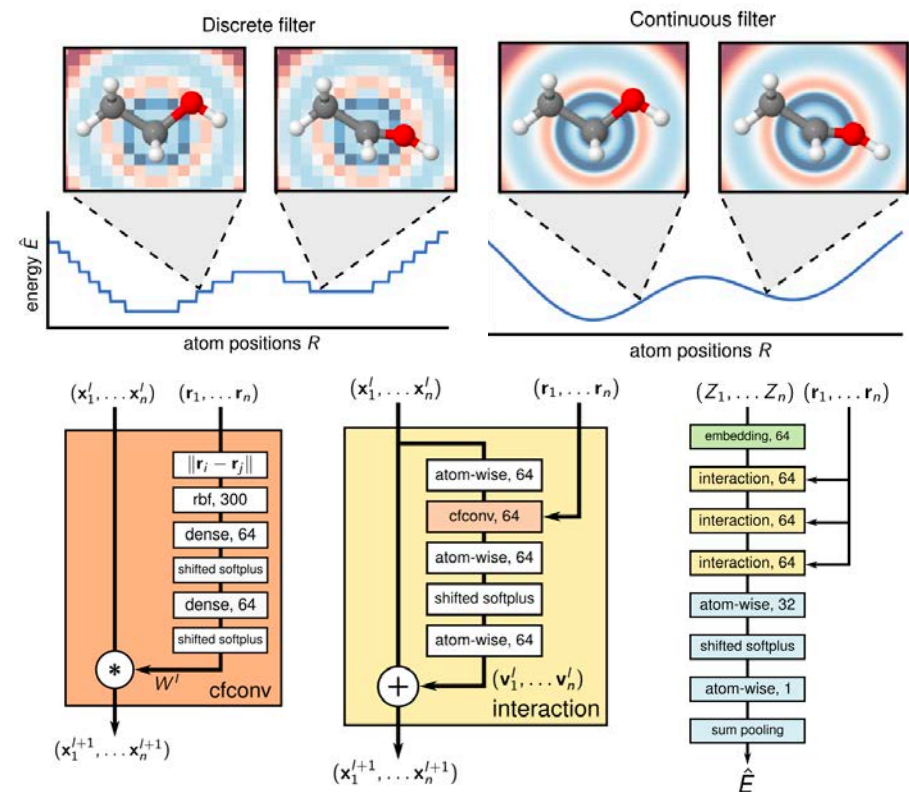 Discrete filter
Continuous filter
energy Ê
atom positions R
atom positions R
(x₁ˡ, . . . xₙˡ) (r₁, . . . rₙ)
‖rᵢ − rⱼ‖
rbf, 300
dense, 64
shifted softplus
dense, 64
shifted softplus
*
Wˡ
cfconv
(x₁ˡ⁺¹, . . . xₙˡ⁺¹)
(x₁ˡ, . . . xₙˡ) (r₁, . . . rₙ)
atom-wise, 64
cfconv, 64
atom-wise, 64
shifted softplus
atom-wise, 64
+
(v₁ˡ, . . . vₙˡ)
interaction
(x₁ˡ⁺¹, . . . xₙˡ⁺¹)
(Z₁, . . . Zₙ) (r₁, . . . rₙ)
embedding, 64
interaction, 64
interaction, 64
interaction, 64
atom-wise, 32
shifted softplus
atom-wise, 1
sum pooling
Ê